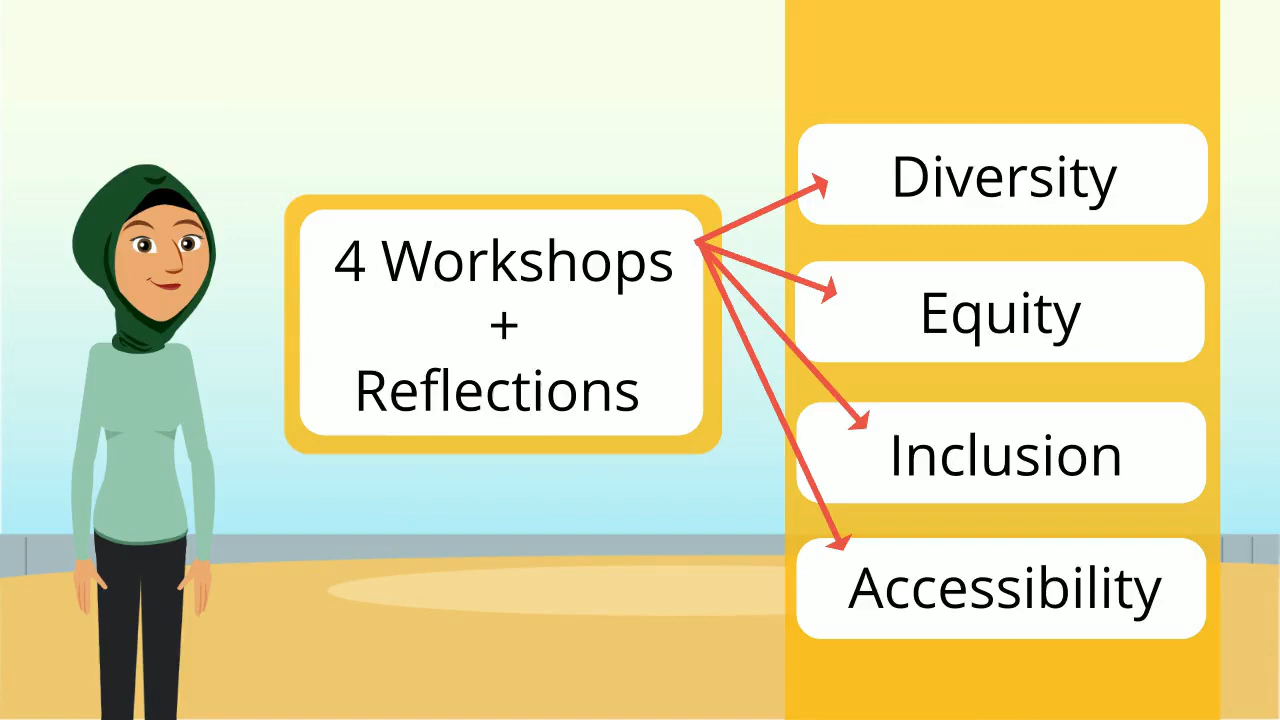 4 Workshops
+
Reflections
Diversity
Equity
Inclusion
Accessibility